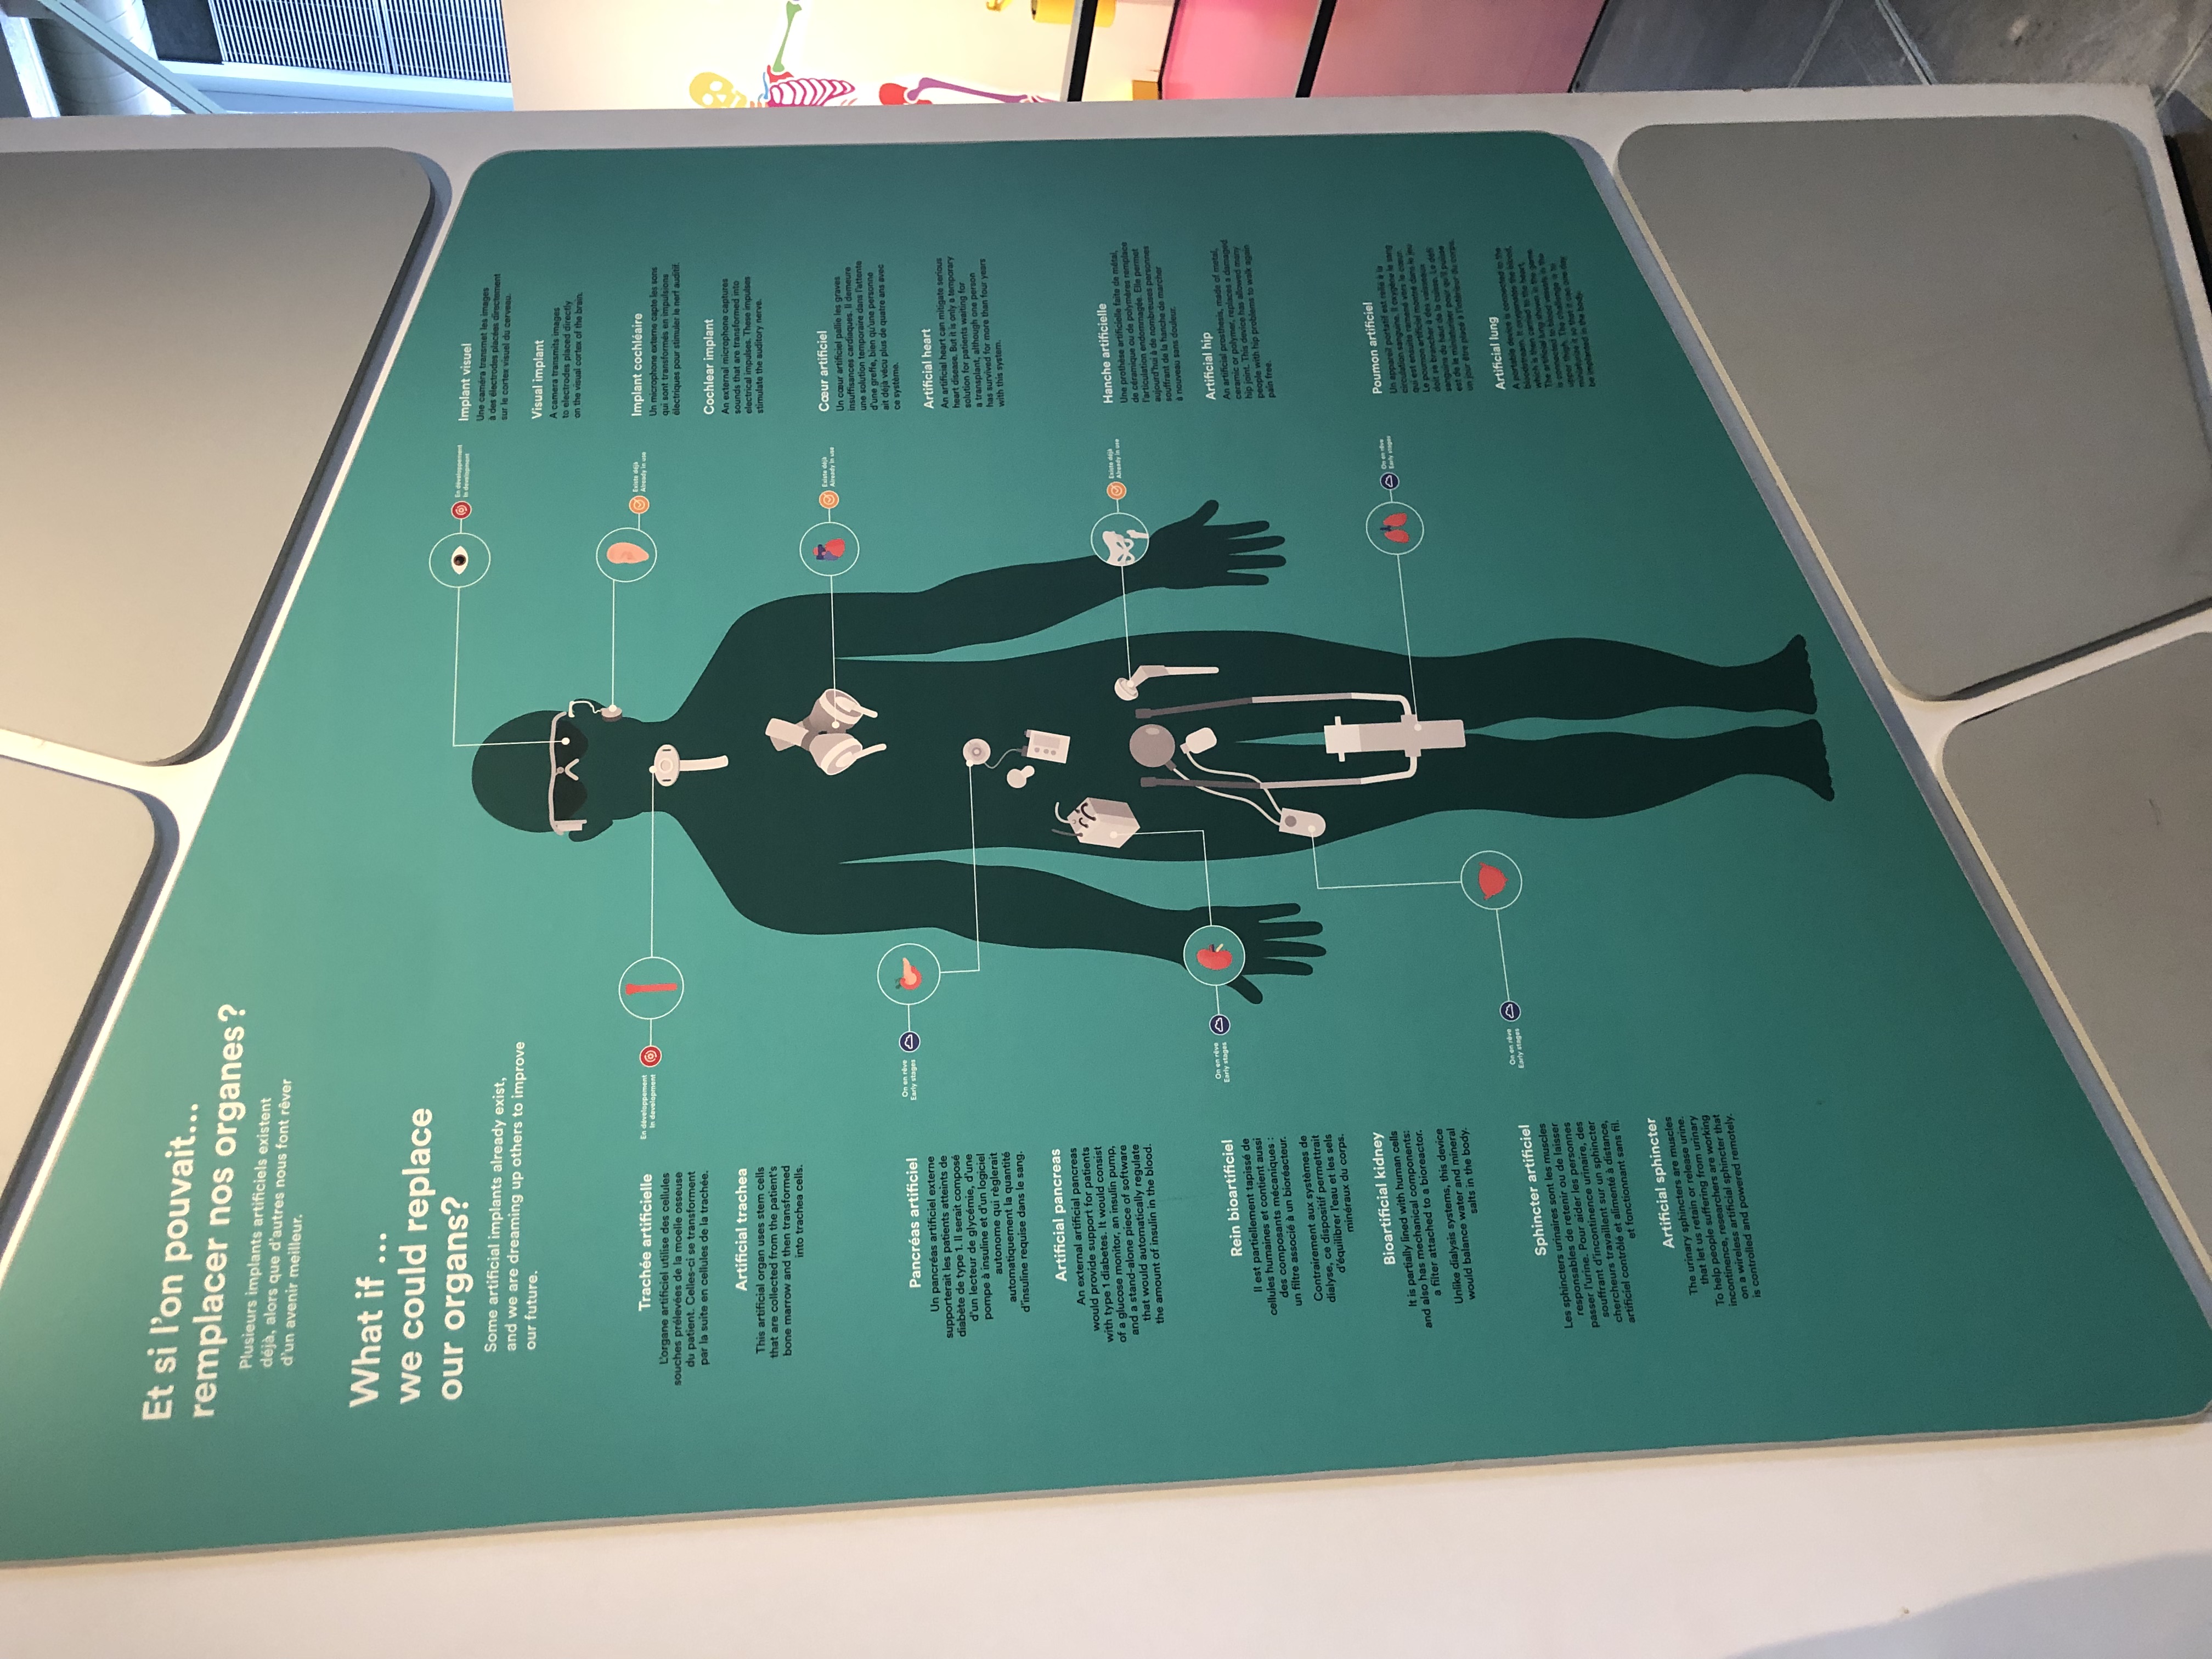 Et si l'on pouvait...
remplacer nos organes ?
Plusieurs implants artificiels existent
déjà, alors que d'autres nous font rêver
d'un avenir meilleur.
What if ...
we could replace
our organs?
Some artificial implants already exist,
and we are dreaming up others to improve
our future.
Trachée artificielle
L'organe artificiel utilise des cellules
souches prélevées de la moelle osseuse
du patient. Celles-ci se transforment
par la suite en cellules de la trachée.
Artificial trachea
This artificial organ uses stem cells
that are collected from the patient's
bone marrow and then transformed
into trachea cells.
En développement
In development
Pancréas artificiel
Un pancréas artificiel externe
supporterait les patients atteints de
diabète de type 1. Il serait composé
d'un lecteur de glycémie, d'une
pompe à insuline et d'un logiciel
autonome qui règlerait
automatiquement la quantité
d'insuline requise dans le sang.
Artificial pancreas
An external artificial pancreas
would provide support for patients
with type 1 diabetes. It would consist
of a glucose monitor, an insulin pump,
and a stand-alone piece of software
that would automatically regulate
the amount of insulin in the blood.
On en rêve
Early stages
Rein bioartificiel
Il est partiellement tapissé de
cellules humaines et contient aussi
des composants mécaniques :
un filtre associé à un bioréacteur.
Contrairement aux systèmes de
dialyse, ce dispositif permettrait
d'équilibrer l'eau et les sels
minéraux du corps.
Bioartificial kidney
It is partially lined with human cells
and also has mechanical components:
a filter attached to a bioreactor.
Unlike dialysis systems, this device
would balance water and mineral
salts in the body.
On en rêve
Early stages
Sphincter artificiel
Les sphincters urinaires sont les muscles
responsables de retenir ou de laisser
passer l'urine. Pour aider les personnes
souffrant d'incontinence urinaire, des
chercheurs travaillent sur un sphincter
artificiel contrôlé et alimenté à distance,
et fonctionnant sans fil.
Artificial sphincter
The urinary sphincters are muscles
that let us retain or release urine.
To help people suffering from urinary
incontinence, researchers are working
on a wireless artificial sphincter that
is controlled and powered remotely.
On en rêve
Early stages
En développement
In development
Implant visuel
Une caméra transmet les images
à des électrodes placées directement
sur le cortex visuel du cerveau.
Visual implant
A camera transmits images
to electrodes placed directly
on the visual cortex of the brain.
Existe déjà
Already in use
Implant cochléaire
Un microphone externe capte les sons
qui sont transformés en impulsions
électriques pour stimuler le nerf auditif.
Cochlear implant
An external microphone captures
sounds that are transformed into
electrical impulses. These impulses
stimulate the auditory nerve.
Existe déjà
Already in use
Cœur artificiel
Un cœur artificiel pallie les graves
insuffisances cardiaques. Il demeure
une solution temporaire dans l'attente
d'une greffe, bien qu'une personne
ait déjà vécu plus de quatre ans avec
ce système.
Artificial heart
An artificial heart can mitigate serious
heart disease. But it is only a temporary
solution for patients waiting for
a transplant, although one person
has survived for more than four years
with this system.
Existe déjà
Already in use
Hanche artificielle
Une prothèse artificielle faite de métal,
de céramique ou de polymères remplace
l'articulation endommagée. Elle permet
aujourd'hui à de nombreuses personnes
souffrant de la hanche de marcher
à nouveau sans douleur.
Artificial hip
An artificial prosthesis, made of metal,
ceramic or polymer, replaces a damaged
hip joint. This device has allowed many
people with hip problems to walk again
pain free.
On en rêve
Early stages
Poumon artificiel
Un appareil portatif est relié à la
circulation sanguine. Il oxygène le sang
qui est ensuite ramené vers le cœur.
Le poumon artificiel montré dans le jeu
doit se brancher à des vaisseaux
sanguins du haut de la cuisse. Le défi
est de le miniaturiser pour qu'il puisse
un jour être placé à l'intérieur du corps.
Artificial lung
A portable device is connected to the
bloodstream. It oxygenates the blood,
which is then carried to the heart.
The artificial lung shown in the game
is connected to blood vessels in the
upper thigh. The challenge is to
miniaturize it so that it can one day
be implanted in the body.